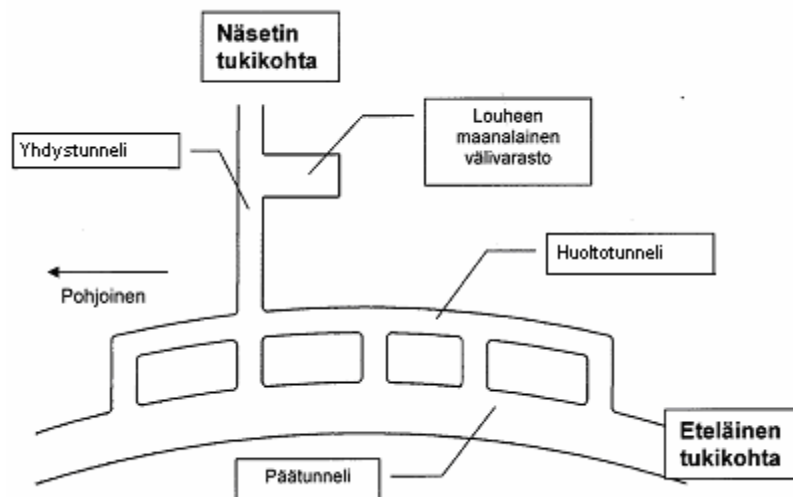 Näsetin
tukikohta
Louheen
maanalainen
välivarasto
Yhdystunneli
Huoltotunneli
Pohjoinen
Eteläinen
tukikohta
Päätunneli